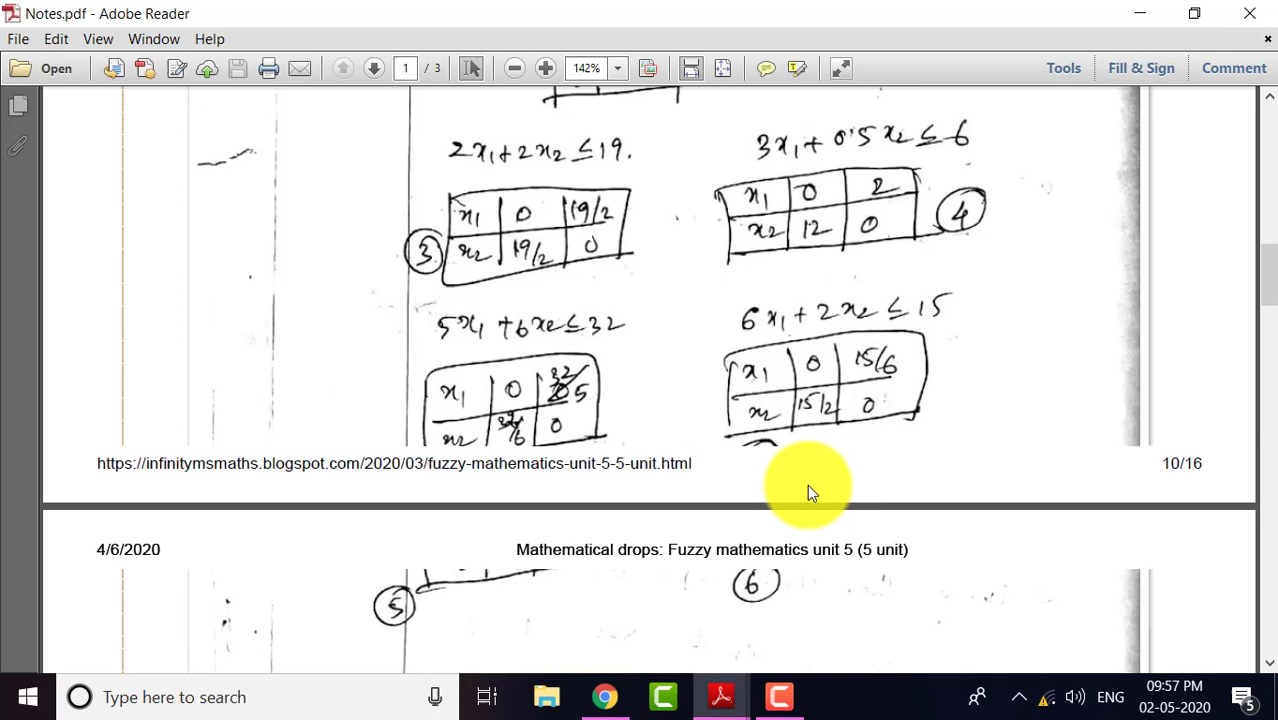 Notes.pdf - Adobe Reader
File Edit View Window Help
Open 1 / 3 142% Tools Fill & Sign Comment
2x₁+2x₂ ≤19.
3x₁+0.5x₂ ≤ 6
x₁ 0 19/2
x₂ 19/2 0
3
x₁ 0 2
x₂ 12 0
4
5x₁ +6x₂ ≤ 32
6x₁ + 2x₂ ≤ 15
x₁ 0 32/5
x₂ 32/6 0
x₁ 0 15/6
x₂ 15/2 0
https://infinitymsmaths.blogspot.com/2020/03/fuzzy-mathematics-unit-5-5-unit.html 10/16
4/6/2020 Mathematical drops: Fuzzy mathematics unit 5 (5 unit)
5
6
Type here to search
ENG
09:57 PM
02-05-2020
5